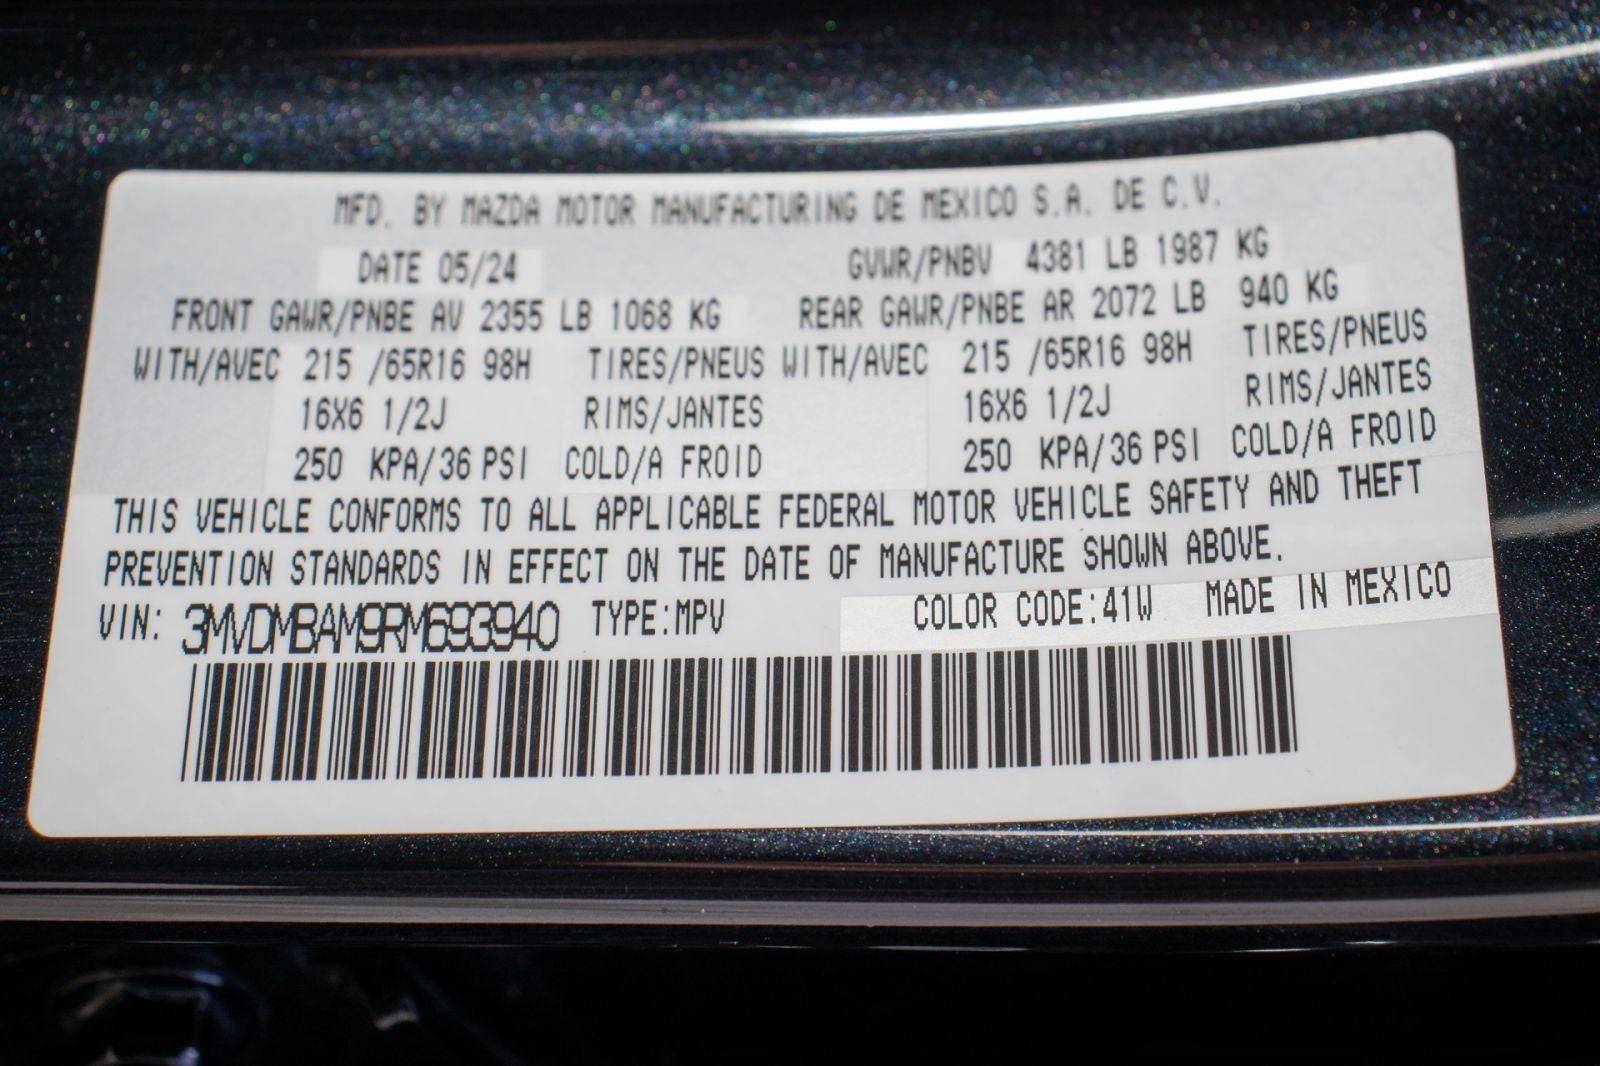 MFD. BY MAZDA MOTOR MANUFACTURING DE MEXICO S.A. DE C.V.
DATE 05/24 GVWR/PNBV 4381 LB 1987 KG
FRONT GAWR/PNBE AV 2355 LB 1068 KG REAR GAWR/PNBE AR 2072 LB 940 KG
WITH/AVEC 215 /65R16 98H TIRES/PNEUS WITH/AVEC 215 /65R16 98H TIRES/PNEUS
16X6 1/2J RIMS/JANTES 16X6 1/2J RIMS/JANTES
250 KPA/36 PSI COLD/A FROID 250 KPA/36 PSI COLD/A FROID
THIS VEHICLE CONFORMS TO ALL APPLICABLE FEDERAL MOTOR VEHICLE SAFETY AND THEFT
PREVENTION STANDARDS IN EFFECT ON THE DATE OF MANUFACTURE SHOWN ABOVE.
VIN: 3MVDMBAM9RM693940 TYPE:MPV COLOR CODE:41W MADE IN MEXICO